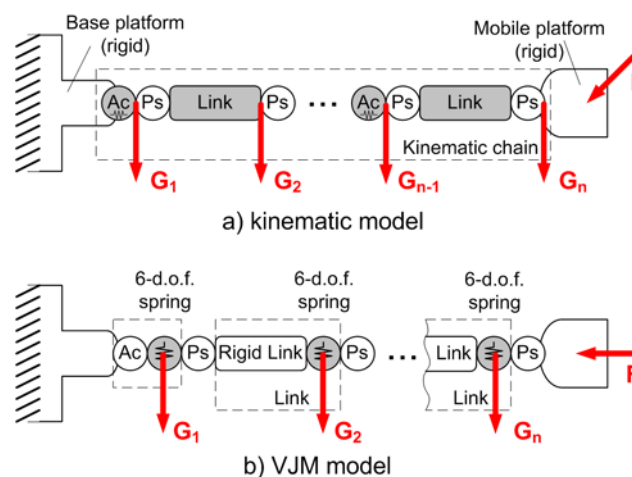 Base platform
(rigid)
Mobile platform
(rigid)
Ac Ps Link Ps ... Ac Ps Link Ps
Kinematic chain
G1 G2 Gn-1 Gn
a) kinematic model
6-d.o.f.
spring
6-d.o.f.
spring
6-d.o.f.
spring
Ac Ps Rigid Link Ps ... Link Ps
F
Link Link
G1 G2 Gn
b) VJM model